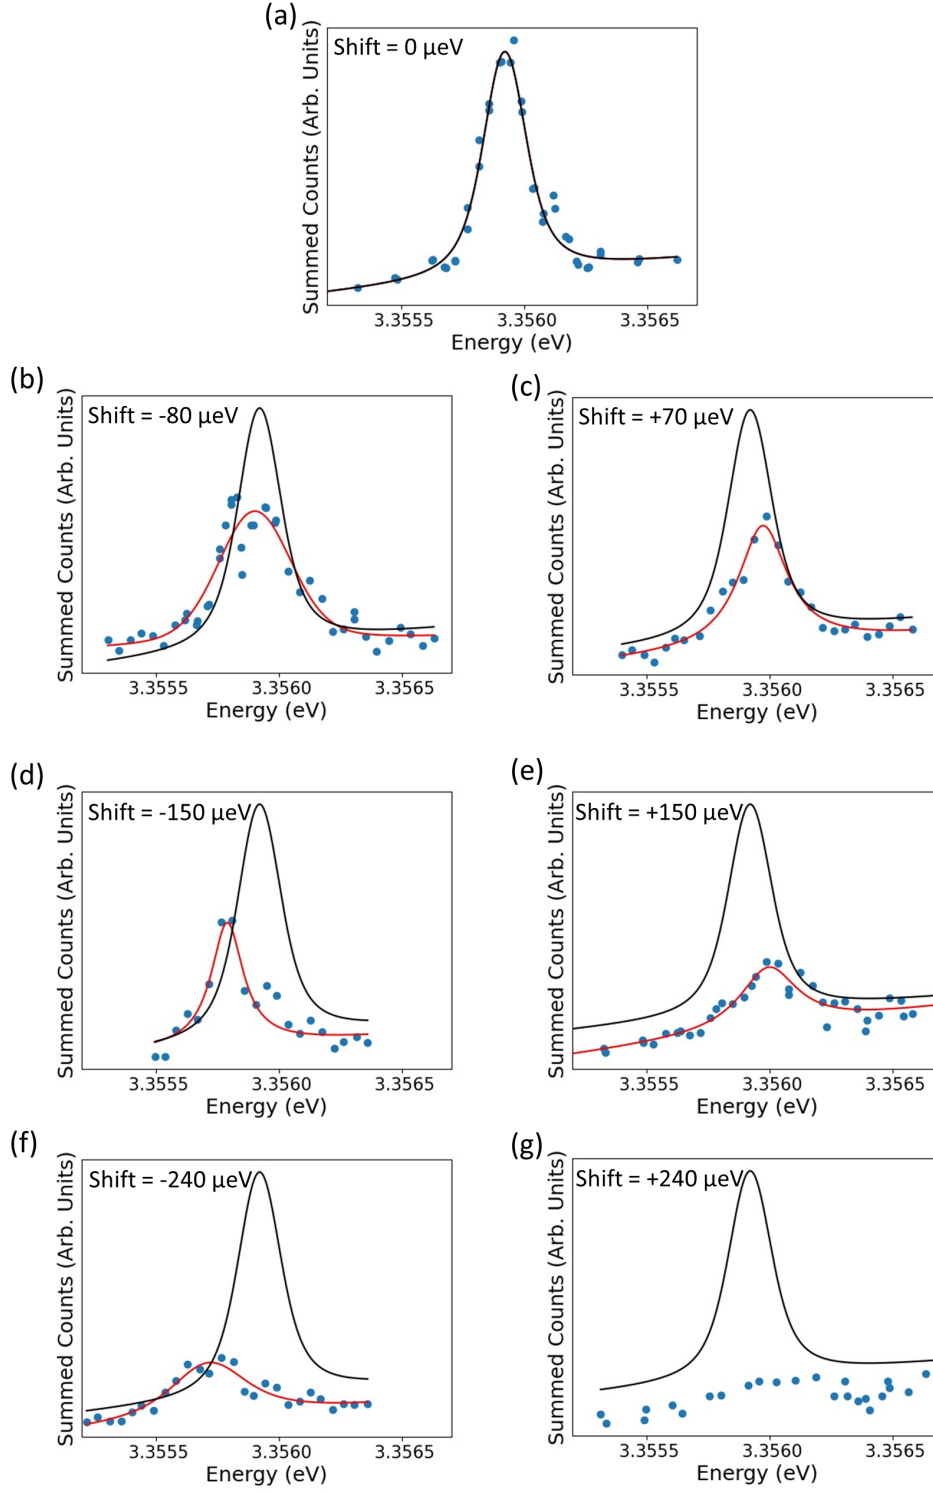 (a)
Shift = 0 µeV
Summed Counts (Arb. Units)
3.3555 3.3560 3.3565
Energy (eV)
(b)
Shift = -80 µeV
Summed Counts (Arb. Units)
3.3555 3.3560 3.3565
Energy (eV)
(c)
Shift = +70 µeV
Summed Counts (Arb. Units)
3.3555 3.3560 3.3565
Energy (eV)
(d)
Shift = -150 µeV
Summed Counts (Arb. Units)
3.3555 3.3560 3.3565
Energy (eV)
(e)
Shift = +150 µeV
Summed Counts (Arb. Units)
3.3555 3.3560 3.3565
Energy (eV)
(f)
Shift = -240 µeV
Summed Counts (Arb. Units)
3.3555 3.3560 3.3565
Energy (eV)
(g)
Shift = +240 µeV
Summed Counts (Arb. Units)
3.3555 3.3560 3.3565
Energy (eV)